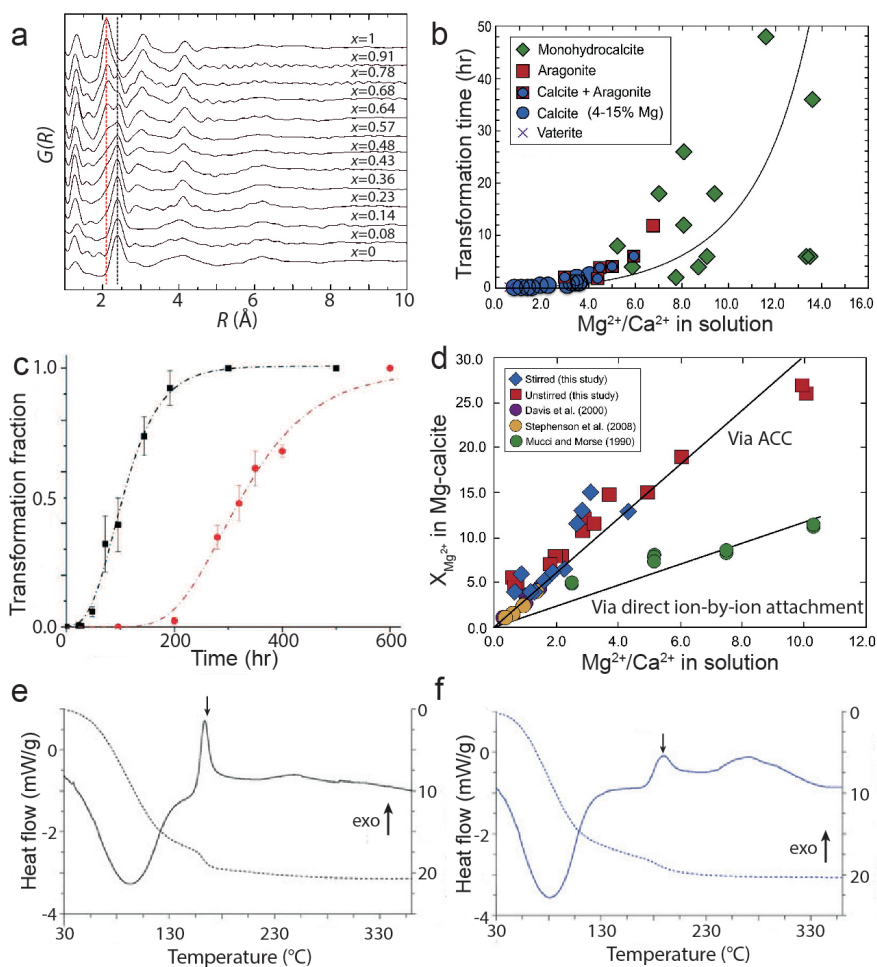 a
G(R)
x=1
x=0.91
x=0.78
x=0.68
x=0.64
x=0.57
x=0.48
x=0.43
x=0.36
x=0.23
x=0.14
x=0.08
x=0
2 4 6 8 10
R (Å)
b
Transformation time (hr)
50
40
30
20
10
0
Monohydrocalcite
Aragonite
Calcite + Aragonite
Calcite (4-15% Mg)
Vaterite
0.0 2.0 4.0 6.0 8.0 10.0 12.0 14.0 16.0
Mg²⁺/Ca²⁺ in solution
c
Transformation fraction
1.0
0.5
0.0
0 200 400 600
Time (hr)
d
X Mg²⁺ in Mg-calcite
30.0
25.0
20.0
15.0
10.0
5.0
0.0
Stirred (this study)
Unstirred (this study)
Davis et al. (2000)
Stephenson et al. (2008)
Mucci and Morse (1990)
Via ACC
Via direct ion-by-ion attachment
0.0 2.0 4.0 6.0 8.0 10.0 12.0
Mg²⁺/Ca²⁺ in solution
e
Heat flow (mW/g)
0
-2
-4
0
10
20
exo
30 130 230 330
Temperature (°C)
f
Heat flow (mW/g)
0
-2
-4
0
10
20
exo
30 130 230 330
Temperature (°C)